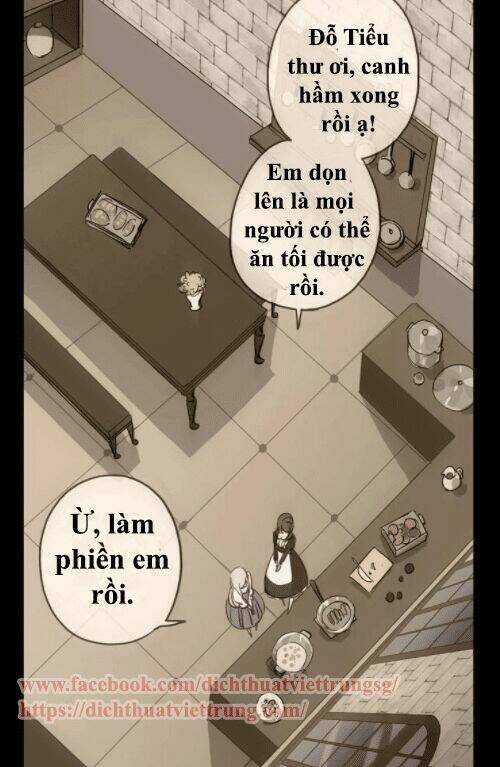 Đỗ Tiểu
thư ơi, canh
hầm xong
rồi ạ!
Em dọn
lên là mọi
người có thể
ăn tối được
rồi.
Ừ, làm
phiền em
rồi.
www.facebook.com/dichthuatviettrungsg/
https://dichthuatviettrung.com/